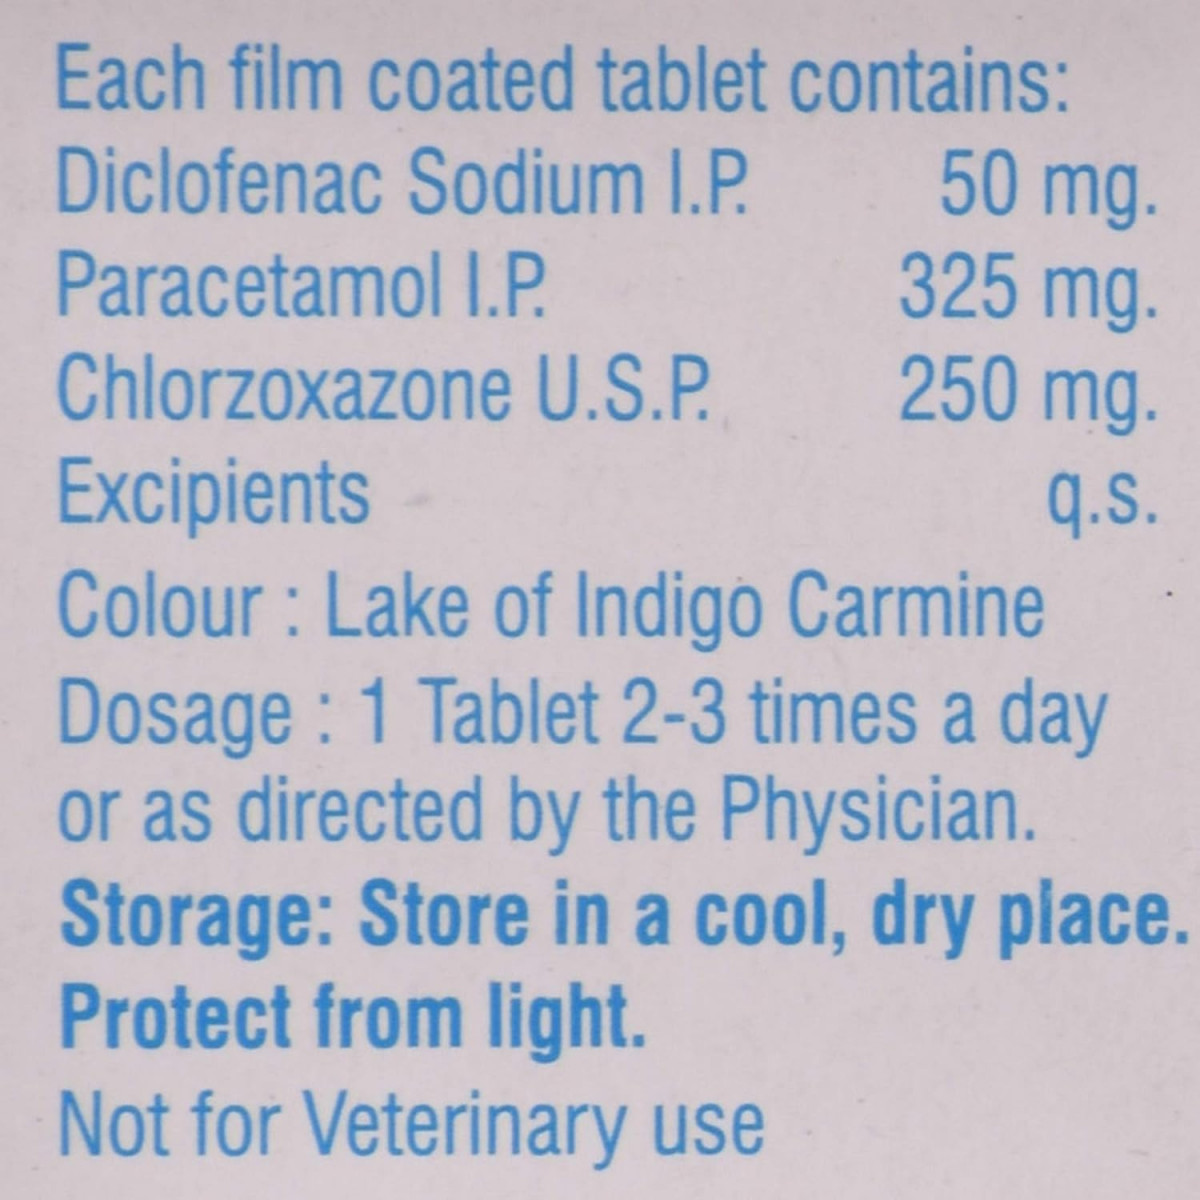 Each film coated tablet contains:
Diclofenac Sodium I.P. 50 mg.
Paracetamol I.P. 325 mg.
Chlorzoxazone U.S.P. 250 mg.
Excipients q.s.
Colour : Lake of Indigo Carmine
Dosage : 1 Tablet 2-3 times a day
or as directed by the Physician.
Storage: Store in a cool, dry place.
Protect from light.
Not for Veterinary use